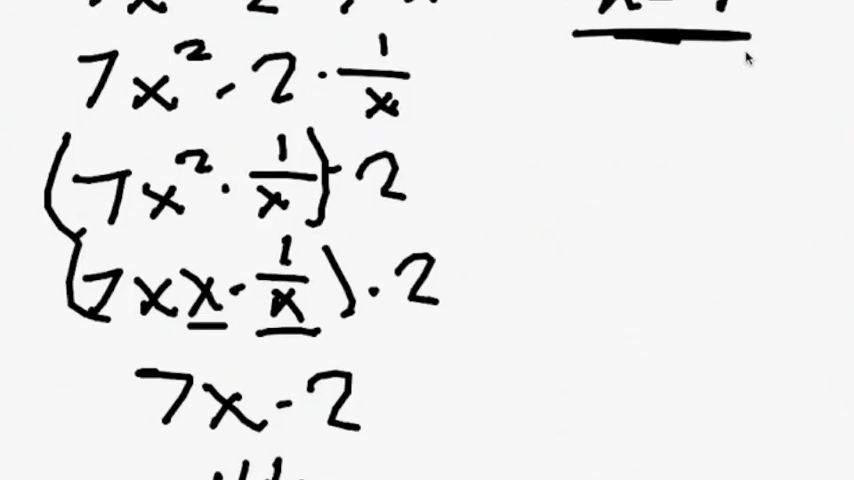 7x² · 2 · 1/x
(7x² · 1/x) · 2
(7xx · 1/x) · 2
7x · 2